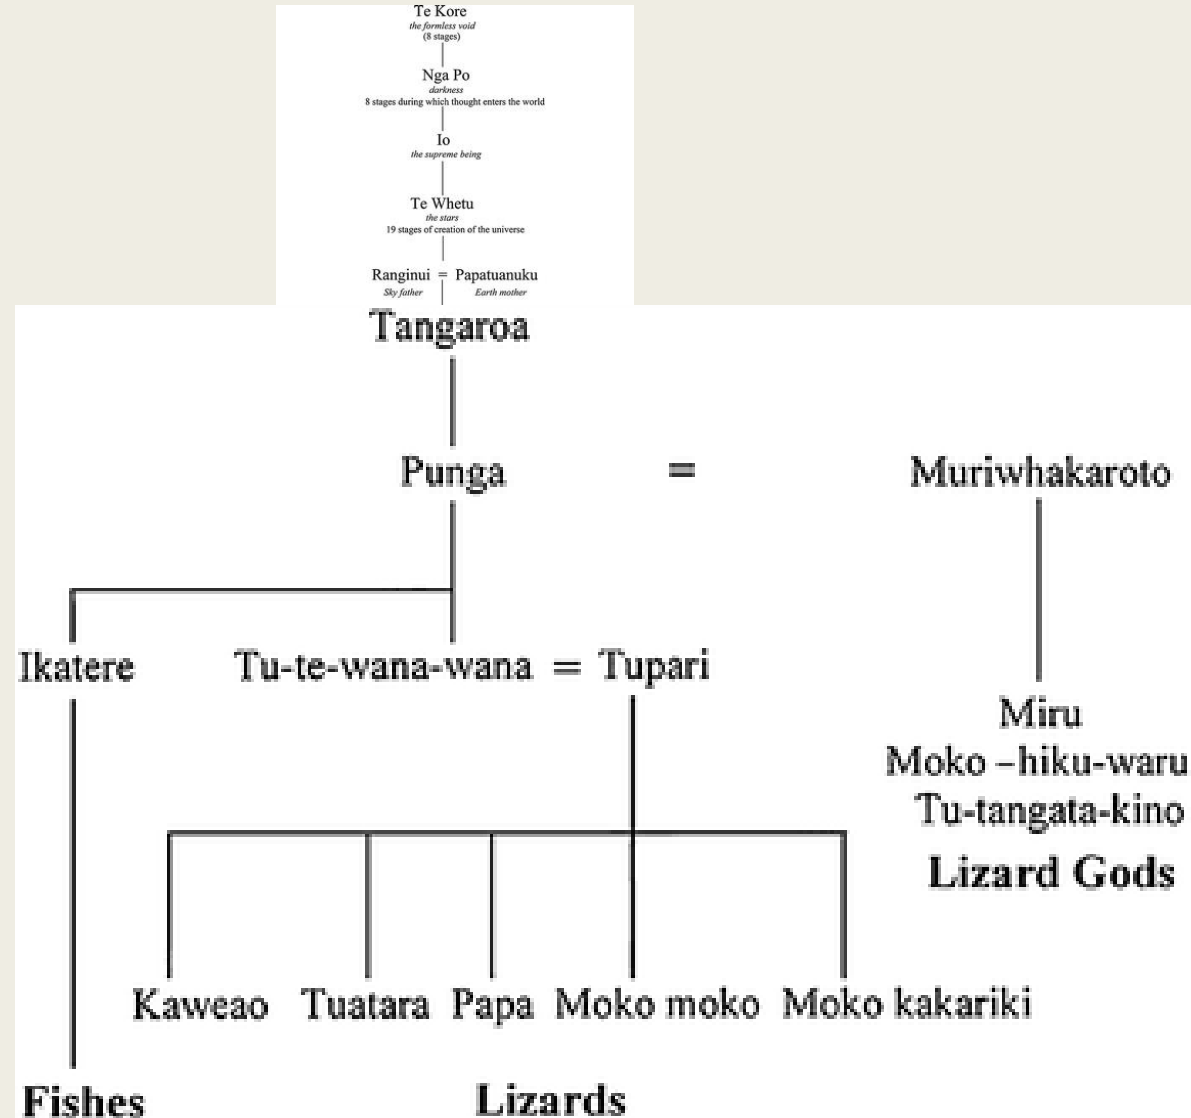 Te Kore
the formless void
(8 stages)
Nga Po
darkness
8 stages during which thought enters the world
Io
the supreme being
Te Whetu
the stars
19 stages of creation of the universe
Ranginui = Papatuanuku
Sky father Earth mother
Tangaroa
Punga = Muriwhakaroto
Ikatere Tu-te-wana-wana = Tupari
Miru
Moko –hiku-waru
Tu-tangata-kino
Lizard Gods
Kaweao Tuatara Papa Moko moko Moko kakariki
Fishes Lizards